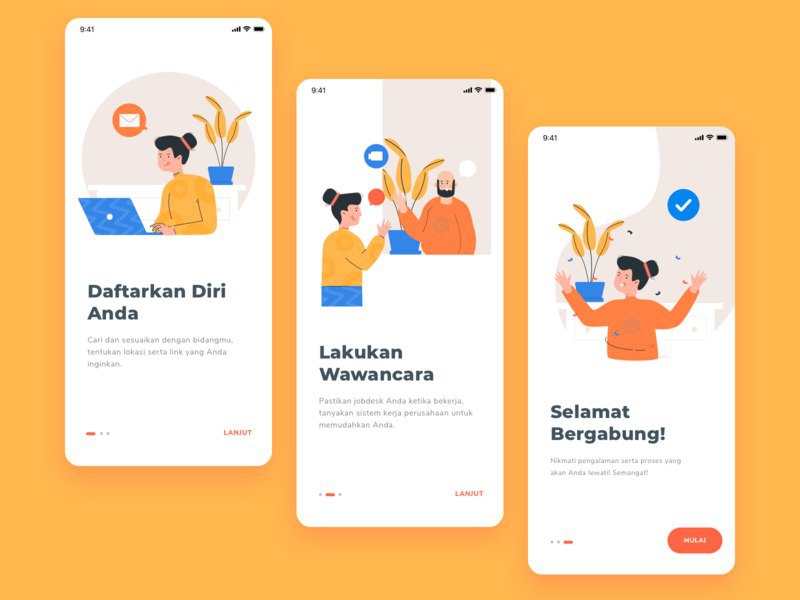 9:41
Daftarkan Diri
Anda
Cari dan sesuaikan dengan bidangmu,
tentukan lokasi serta link yang Anda
inginkan.
LANJUT
9:41
Lakukan
Wawancara
Pastikan jobdesk Anda ketika bekerja,
tanyakan sistem kerja perusahaan untuk
memudahkan Anda.
LANJUT
9:41
Selamat
Bergabung!
Nikmati pengalaman serta proses yang
akan Anda lewati! Semangat!
MULAI